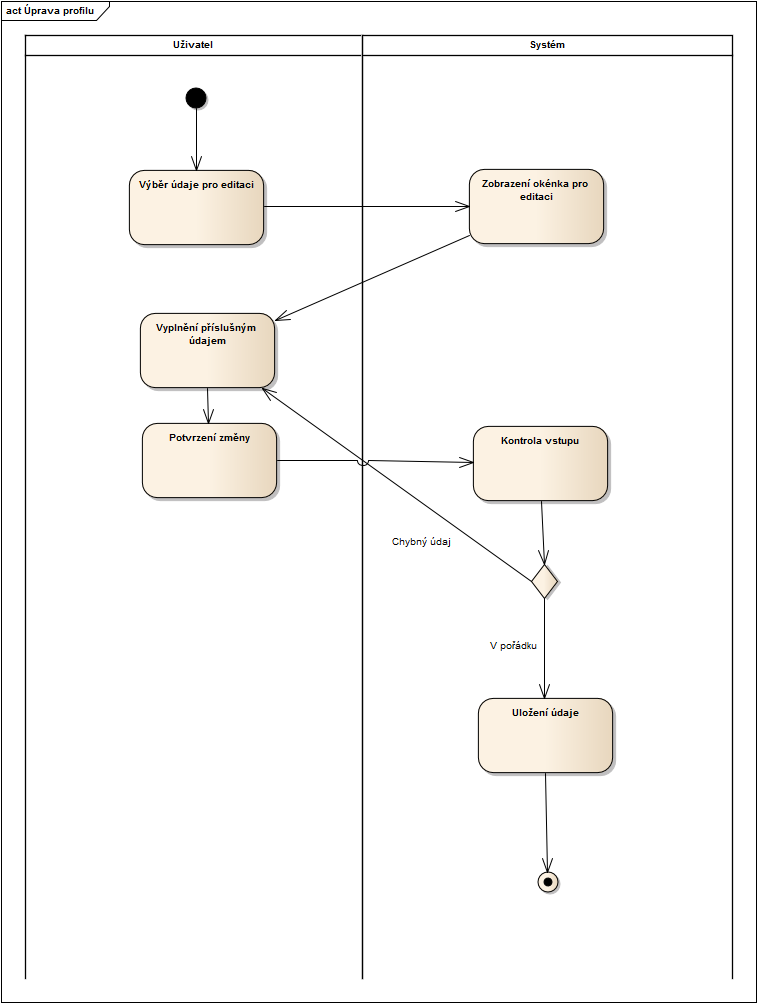 act Úprava profilu
Uživatel
Systém
Výběr údaje pro editaci
Zobrazení okénka pro
editaci
Vyplnění příslušným
údajem
Potvrzení změny
Kontrola vstupu
Chybný údaj
V pořádku
Uložení údaje